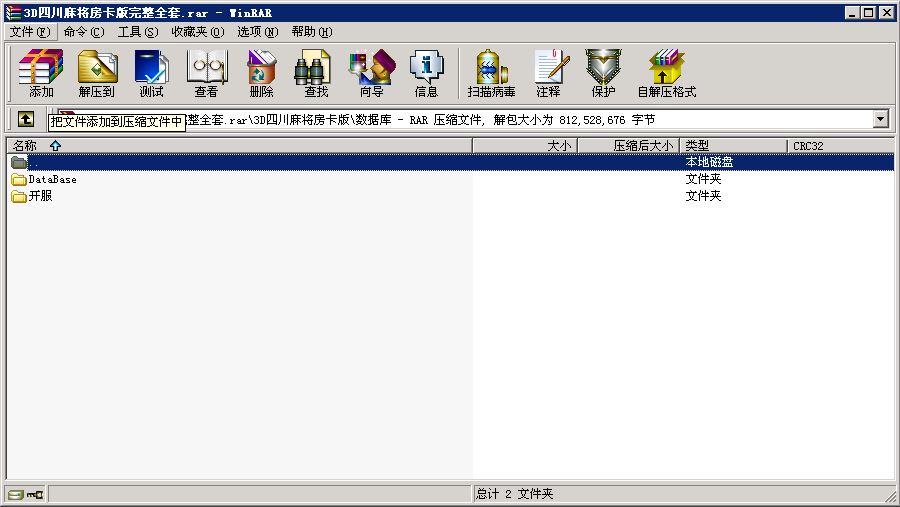 3D四川麻将房卡版完整全套.rar - WinRAR
文件(F) 命令(C) 工具(S) 收藏夹(O) 选项(N) 帮助(H)
添加 解压到 测试 查看 删除 查找 向导 信息 扫描病毒 注释 保护 自解压格式
把文件添加到压缩文件中 整全套.rar\3D四川麻将房卡版\数据库 - RAR 压缩文件, 解包大小为 812,528,676 字节
名称 大小 压缩后大小 类型 CRC32
.. 本地磁盘
DataBase 文件夹
开服 文件夹
总计 2 文件夹